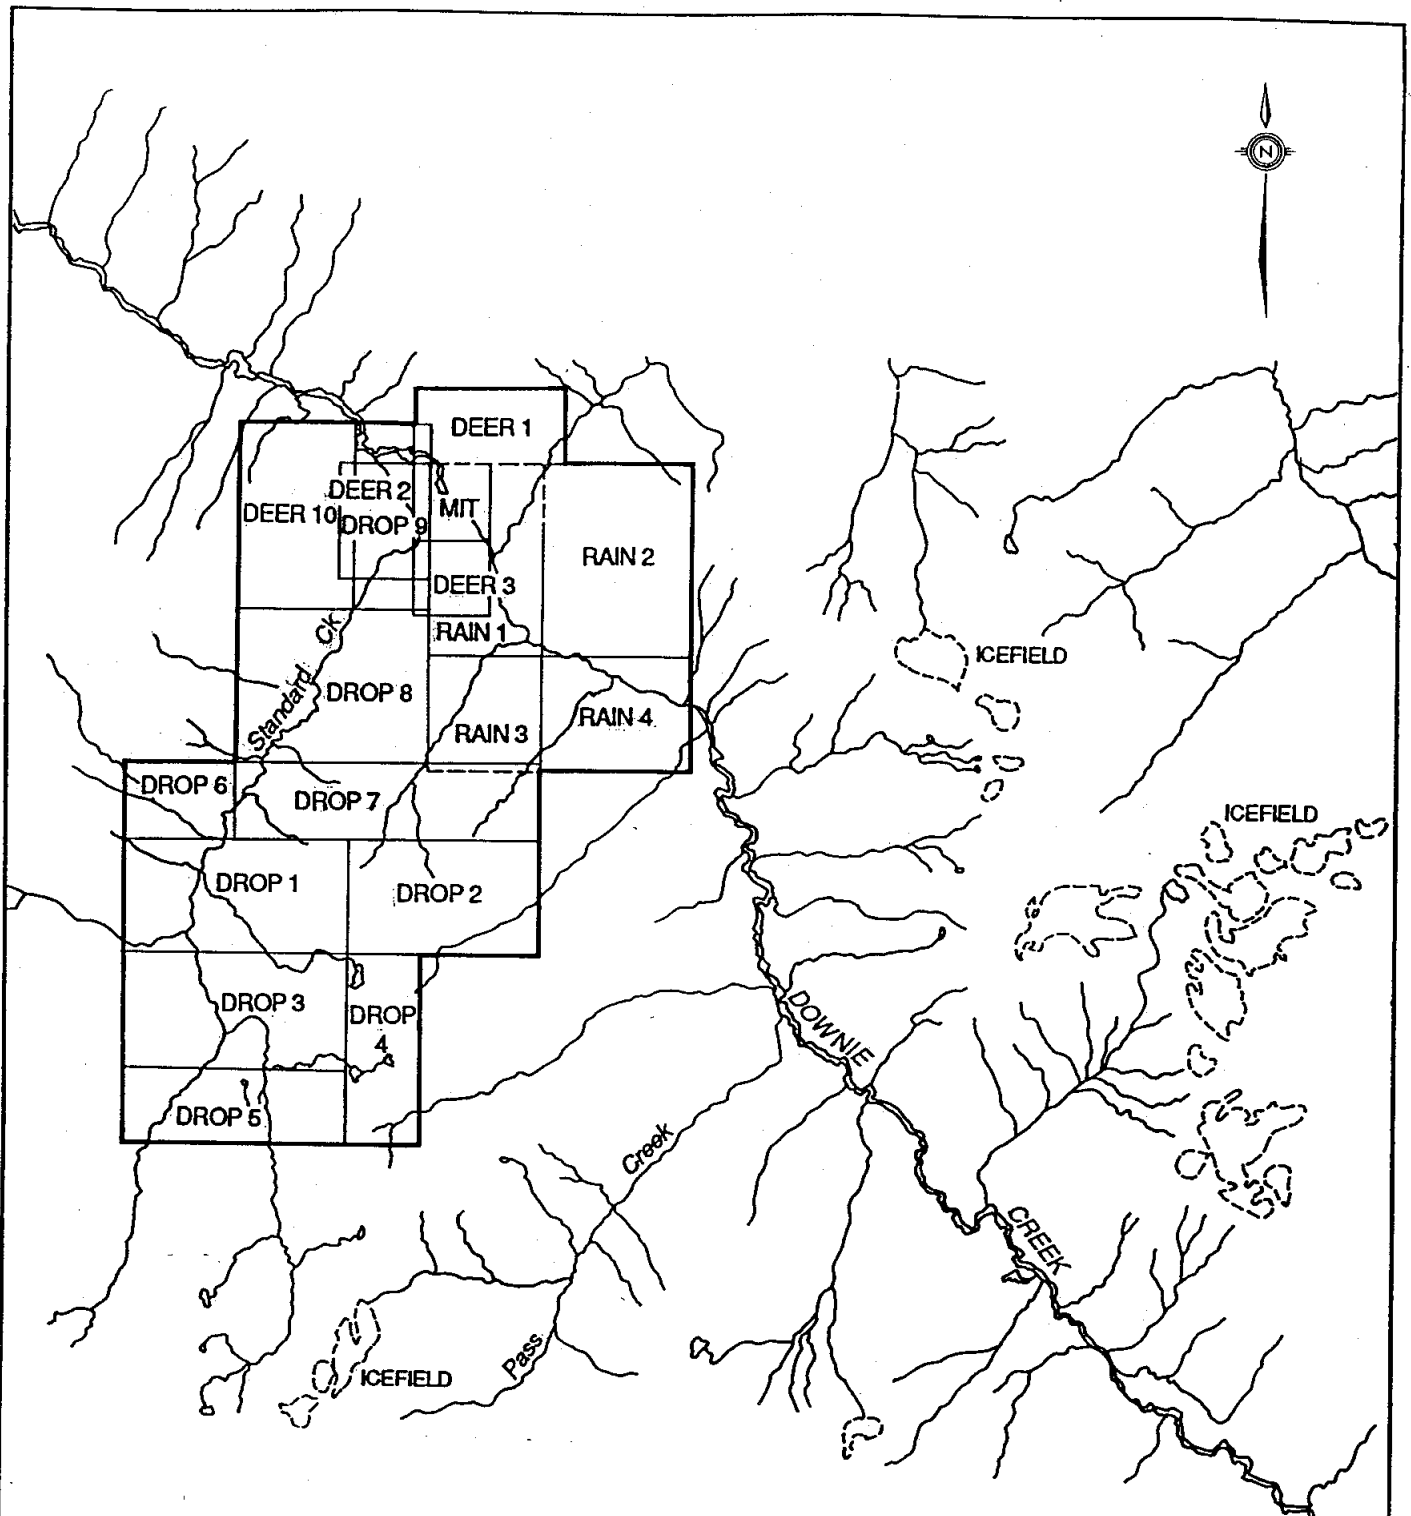 N
DEER 1
DEER 2
DEER 10
DROP 9
MIT
RAIN 2
DEER 3
RAIN 1
Standard Ck
ICEFIELD
DROP 8
RAIN 3
RAIN 4
DROP 6
DROP 7
ICEFIELD
DROP 1
DROP 2
DROP 3
DROP
4
DOWNIE
CREEK
DROP 5
Pass Creek
ICEFIELD